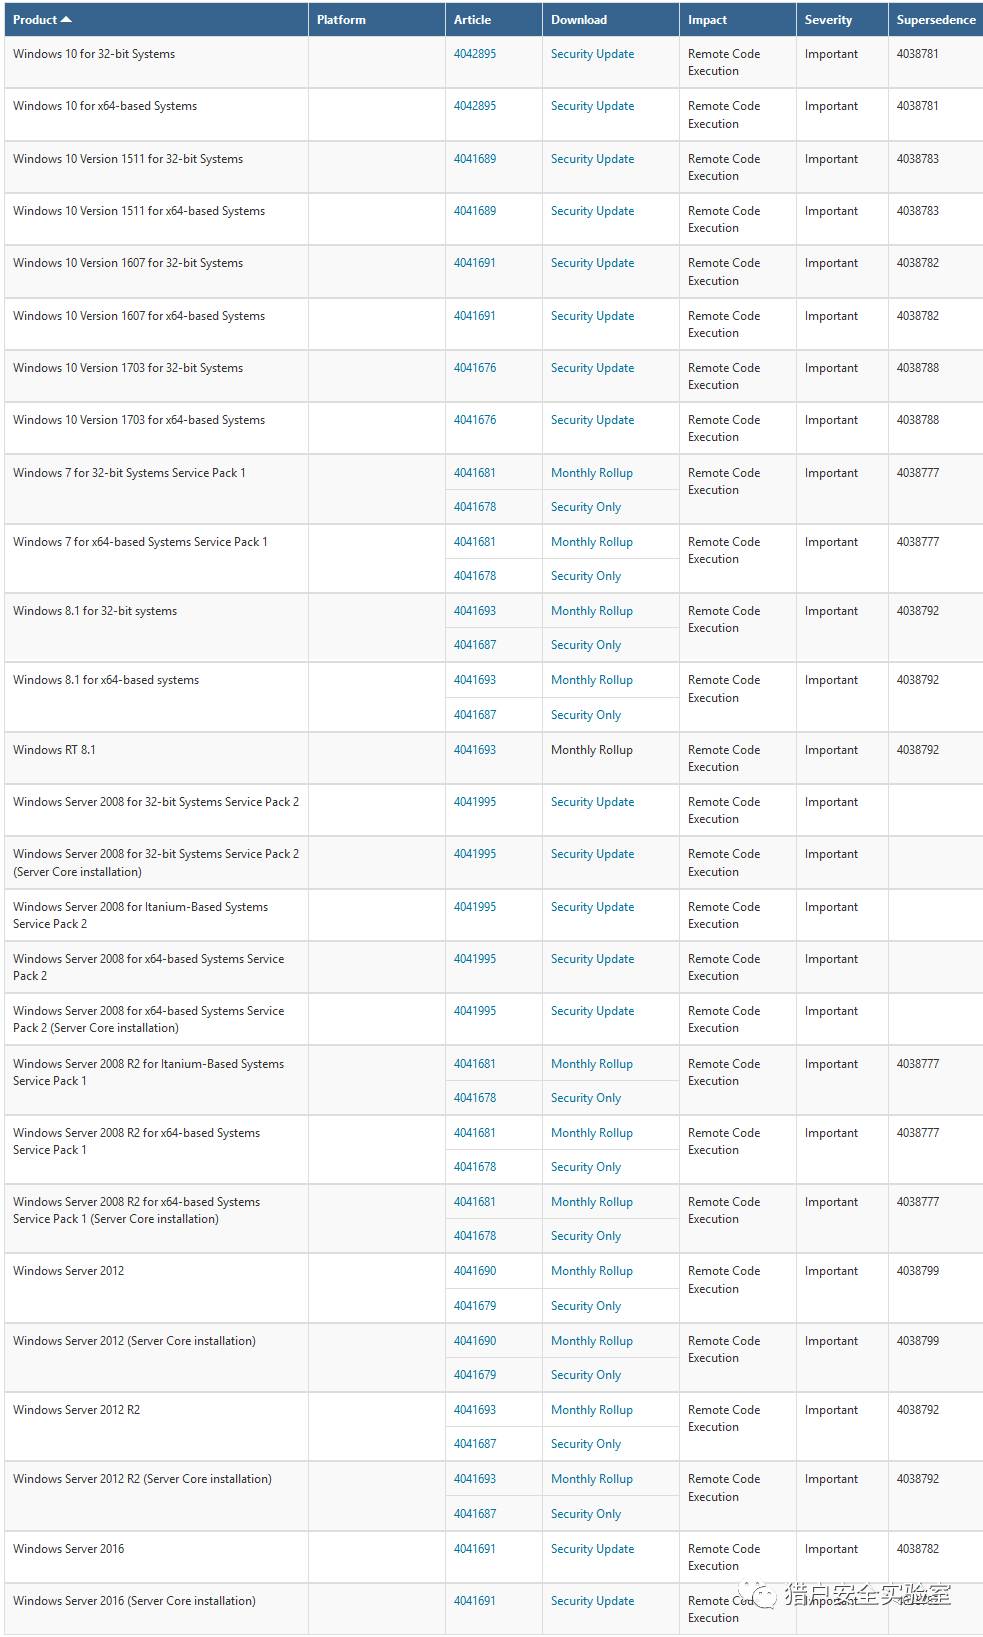 Product Platform Article Download Impact Severity Supersedence
Windows 10 for 32-bit Systems 4042895 Security Update Remote Code Execution Important 4038781
Windows 10 for x64-based Systems 4042895 Security Update Remote Code Execution Important 4038781
Windows 10 Version 1511 for 32-bit Systems 4041689 Security Update Remote Code Execution Important 4038783
Windows 10 Version 1511 for x64-based Systems 4041689 Security Update Remote Code Execution Important 4038783
Windows 10 Version 1607 for 32-bit Systems 4041691 Security Update Remote Code Execution Important 4038782
Windows 10 Version 1607 for x64-based Systems 4041691 Security Update Remote Code Execution Important 4038782
Windows 10 Version 1703 for 32-bit Systems 4041676 Security Update Remote Code Execution Important 4038788
Windows 10 Version 1703 for x64-based Systems 4041676 Security Update Remote Code Execution Important 4038788
Windows 7 for 32-bit Systems Service Pack 1 4041681 Monthly Rollup Remote Code Execution Important 4038777
4041678 Security Only
Windows 7 for x64-based Systems Service Pack 1 4041681 Monthly Rollup Remote Code Execution Important 4038777
4041678 Security Only
Windows 8.1 for 32-bit systems 4041693 Monthly Rollup Remote Code Execution Important 4038792
4041687 Security Only
Windows 8.1 for x64-based systems 4041693 Monthly Rollup Remote Code Execution Important 4038792
4041687 Security Only
Windows RT 8.1 4041693 Monthly Rollup Remote Code Execution Important 4038792
Windows Server 2008 for 32-bit Systems Service Pack 2 4041995 Security Update Remote Code Execution Important
Windows Server 2008 for 32-bit Systems Service Pack 2 (Server Core installation) 4041995 Security Update Remote Code Execution Important
Windows Server 2008 for Itanium-Based Systems Service Pack 2 4041995 Security Update Remote Code Execution Important
Windows Server 2008 for x64-based Systems Service Pack 2 4041995 Security Update Remote Code Execution Important
Windows Server 2008 for x64-based Systems Service Pack 2 (Server Core installation) 4041995 Security Update Remote Code Execution Important
Windows Server 2008 R2 for Itanium-Based Systems Service Pack 1 4041681 Monthly Rollup Remote Code Execution Important 4038777
4041678 Security Only
Windows Server 2008 R2 for x64-based Systems Service Pack 1 4041681 Monthly Rollup Remote Code Execution Important 4038777
4041678 Security Only
Windows Server 2008 R2 for x64-based Systems Service Pack 1 (Server Core installation) 4041681 Monthly Rollup Remote Code Execution Important 4038777
4041678 Security Only
Windows Server 2012 4041690 Monthly Rollup Remote Code Execution Important 4038799
4041679 Security Only
Windows Server 2012 (Server Core installation) 4041690 Monthly Rollup Remote Code Execution Important 4038799
4041679 Security Only
Windows Server 2012 R2 4041693 Monthly Rollup Remote Code Execution Important 4038792
4041687 Security Only
Windows Server 2012 R2 (Server Core installation) 4041693 Monthly Rollup Remote Code Execution Important 4038792
4041687 Security Only
Windows Server 2016 4041691 Security Update Remote Code Execution Important 4038782
Windows Server 2016 (Server Core installation) 4041691 Security Update Remote Code Execution Important
猎户安全实验室